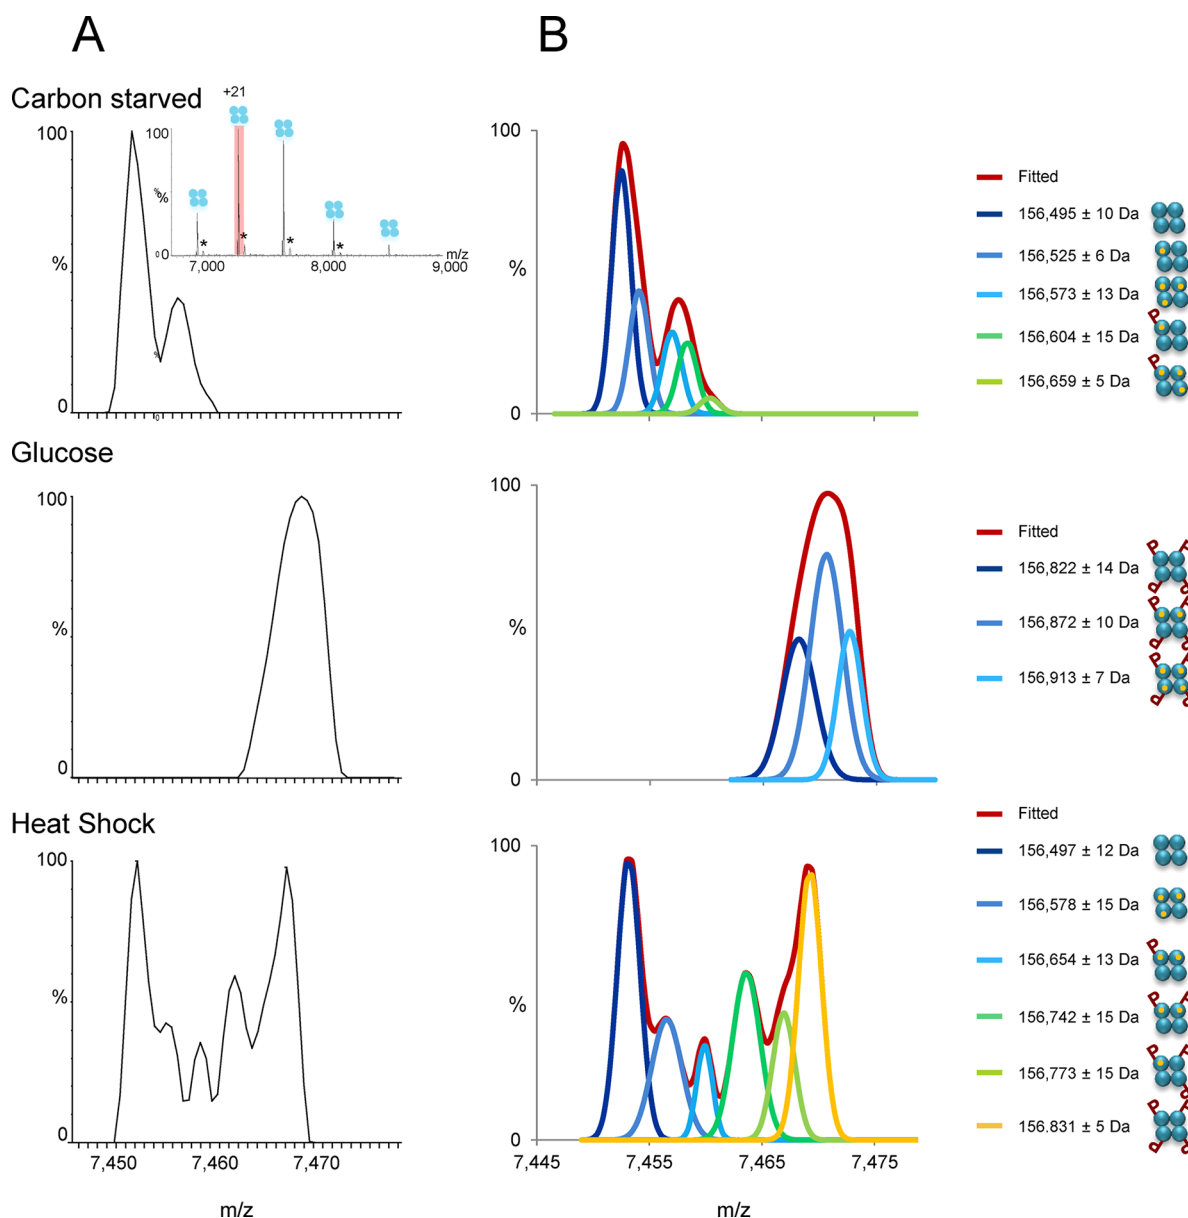 A
B
Carbon starved
+21
100
%
0
100
%
%
0 0
* * * *
7,000 8,000 9,000
m/z
%
0
100
%
0
Fitted
156,495 ± 10 Da
156,525 ± 6 Da
156,573 ± 13 Da
P
156,604 ± 15 Da
P
156,659 ± 5 Da
Glucose
100
%
0
100
%
0
Fitted
P P
156,822 ± 14 Da
P P
P P
156,872 ± 10 Da
P P
P P
156,913 ± 7 Da
P P
Heat Shock
100
%
0
7,450 7,460 7,470
m/z
100
%
0
7,445 7,455 7,465 7,475
m/z
Fitted
156,497 ± 12 Da
156,578 ± 15 Da
P
156,654 ± 13 Da
P P
156,742 ± 15 Da
P P
156,773 ± 15 Da
P
P P
156.831 ± 5 Da
P P